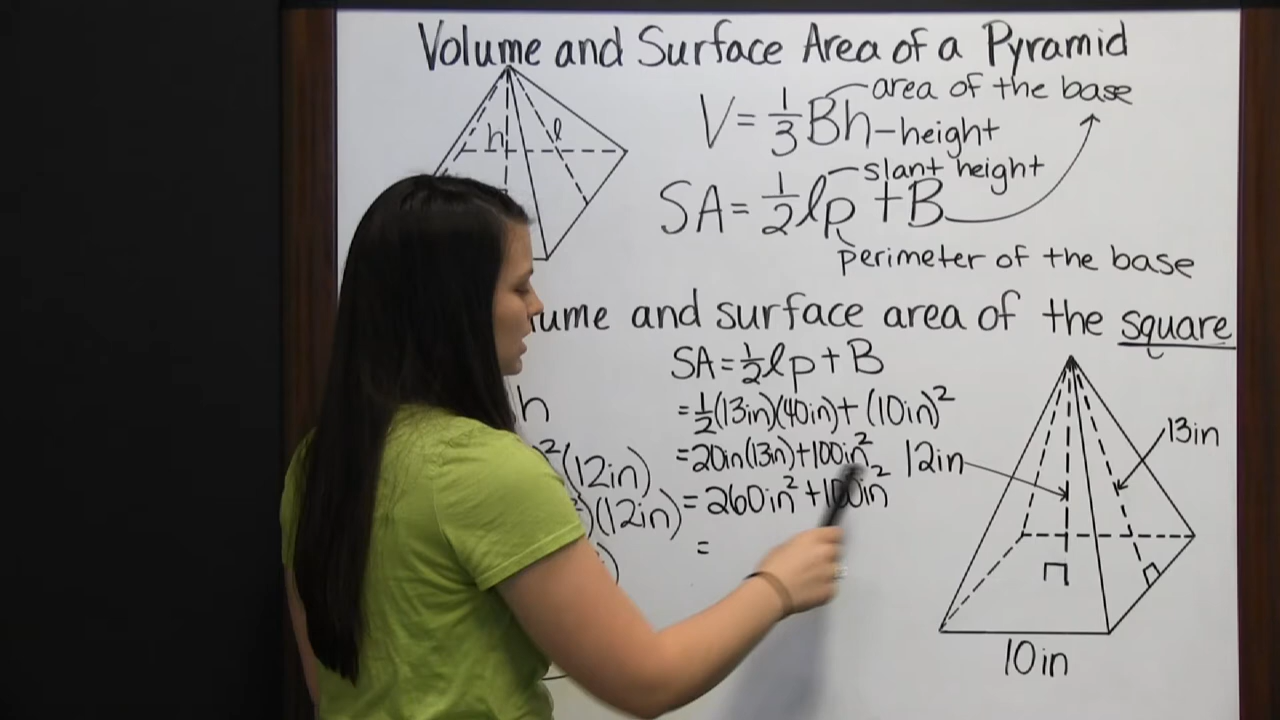 Volume and Surface Area of a Pyramid
h l
V = 1/3 Bh - height
area of the base
SA = 1/2 lp + B
slant height
perimeter of the base
ume and surface area of the square
h
²(12in)
)(12in)
)
SA = 1/2 lp + B
= 1/2 (13in)(40in) + (10in)²
= 20in(13in) + 100in²
= 260in² + 100in²
=
12in
13in
10in